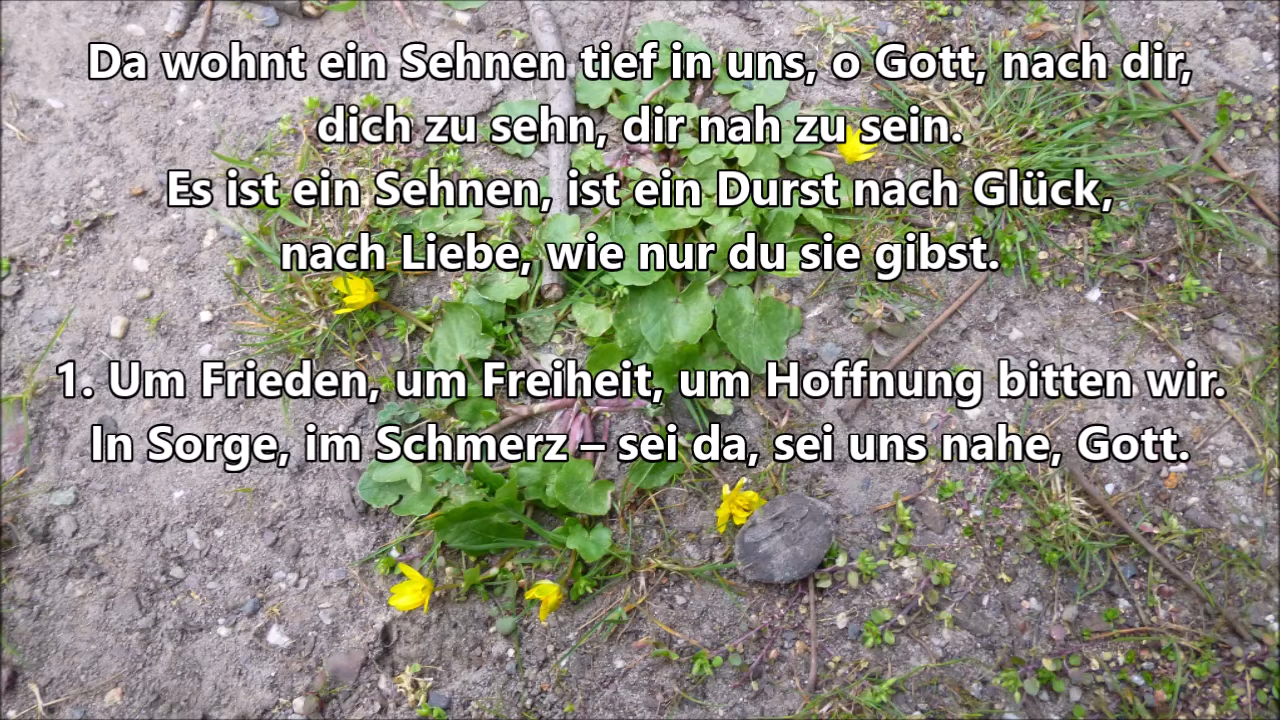 Da wohnt ein Sehnen tief in uns, o Gott, nach dir,
dich zu sehn, dir nah zu sein.
Es ist ein Sehnen, ist ein Durst nach Glück,
nach Liebe, wie nur du sie gibst.
1. Um Frieden, um Freiheit, um Hoffnung bitten wir.
In Sorge, im Schmerz – sei da, sei uns nahe, Gott.